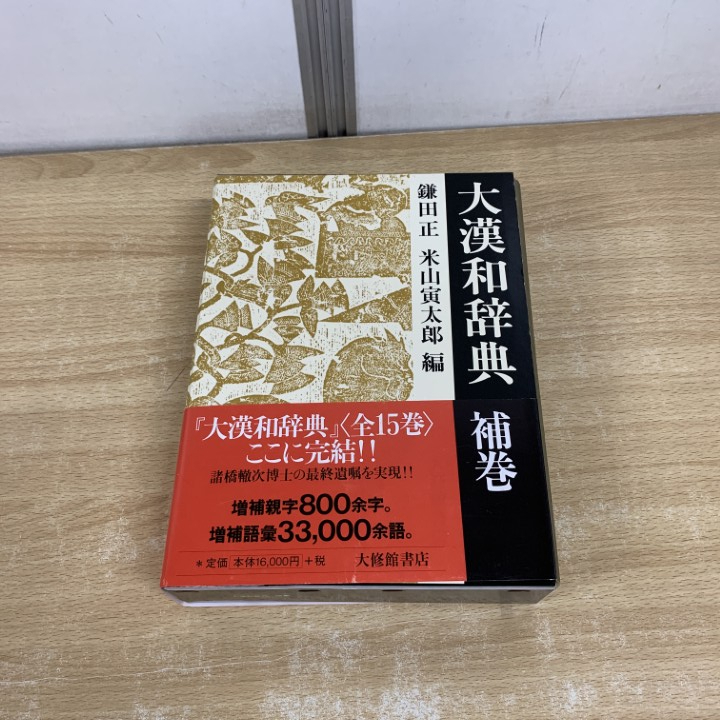 大漢和辞典 補巻
鎌田正 米山寅太郎 編
『大漢和辞典』〈全15巻〉
ここに完結!!
諸橋轍次博士の最終遺嘱を実現!!
増補親字800余字。
増補語彙33,000余語。
*定価 本体16,000円 +税 大修館書店